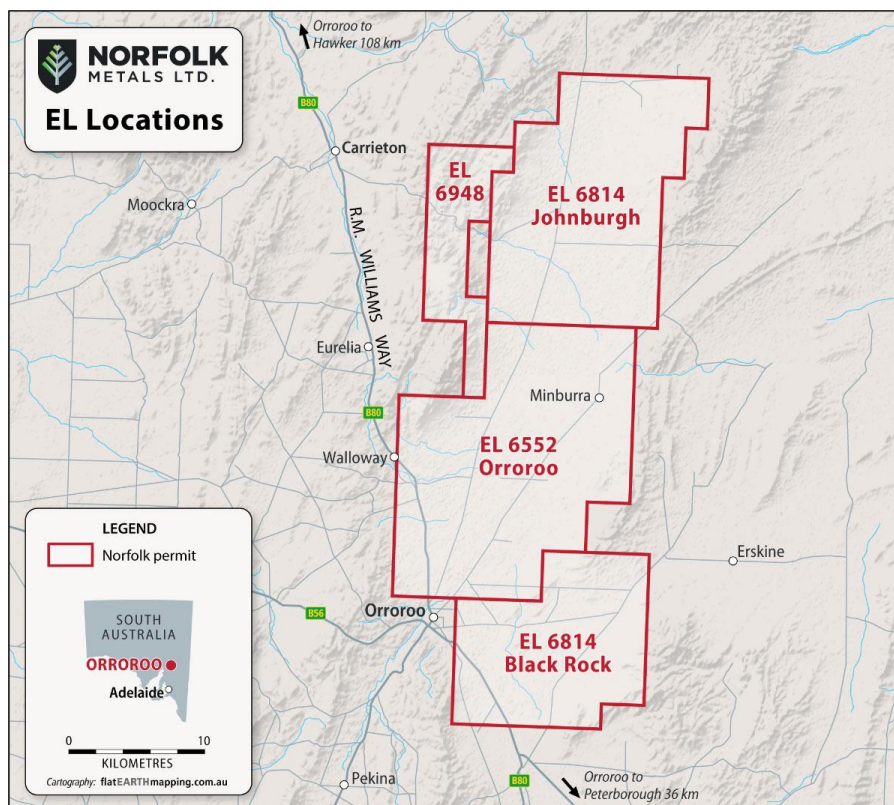 NORFOLK
METALS LTD.
EL Locations
Orroroo to
Hawker 108 km
B80
Carrieton
Moockra
EL
6948
EL 6814
Johnburgh
R.M. WILLIAMS WAY
Eurelia
Minburra
B80
Walloway
EL 6552
Orroroo
LEGEND
Norfolk permit
Erskine
SOUTH
AUSTRALIA
ORROROO
Adelaide
B56
Orroroo
EL 6814
Black Rock
0 10
KILOMETRES
Cartography: flatEARTHmapping.com.au
Pekina
B80
Orroroo to
Peterborough 36 km